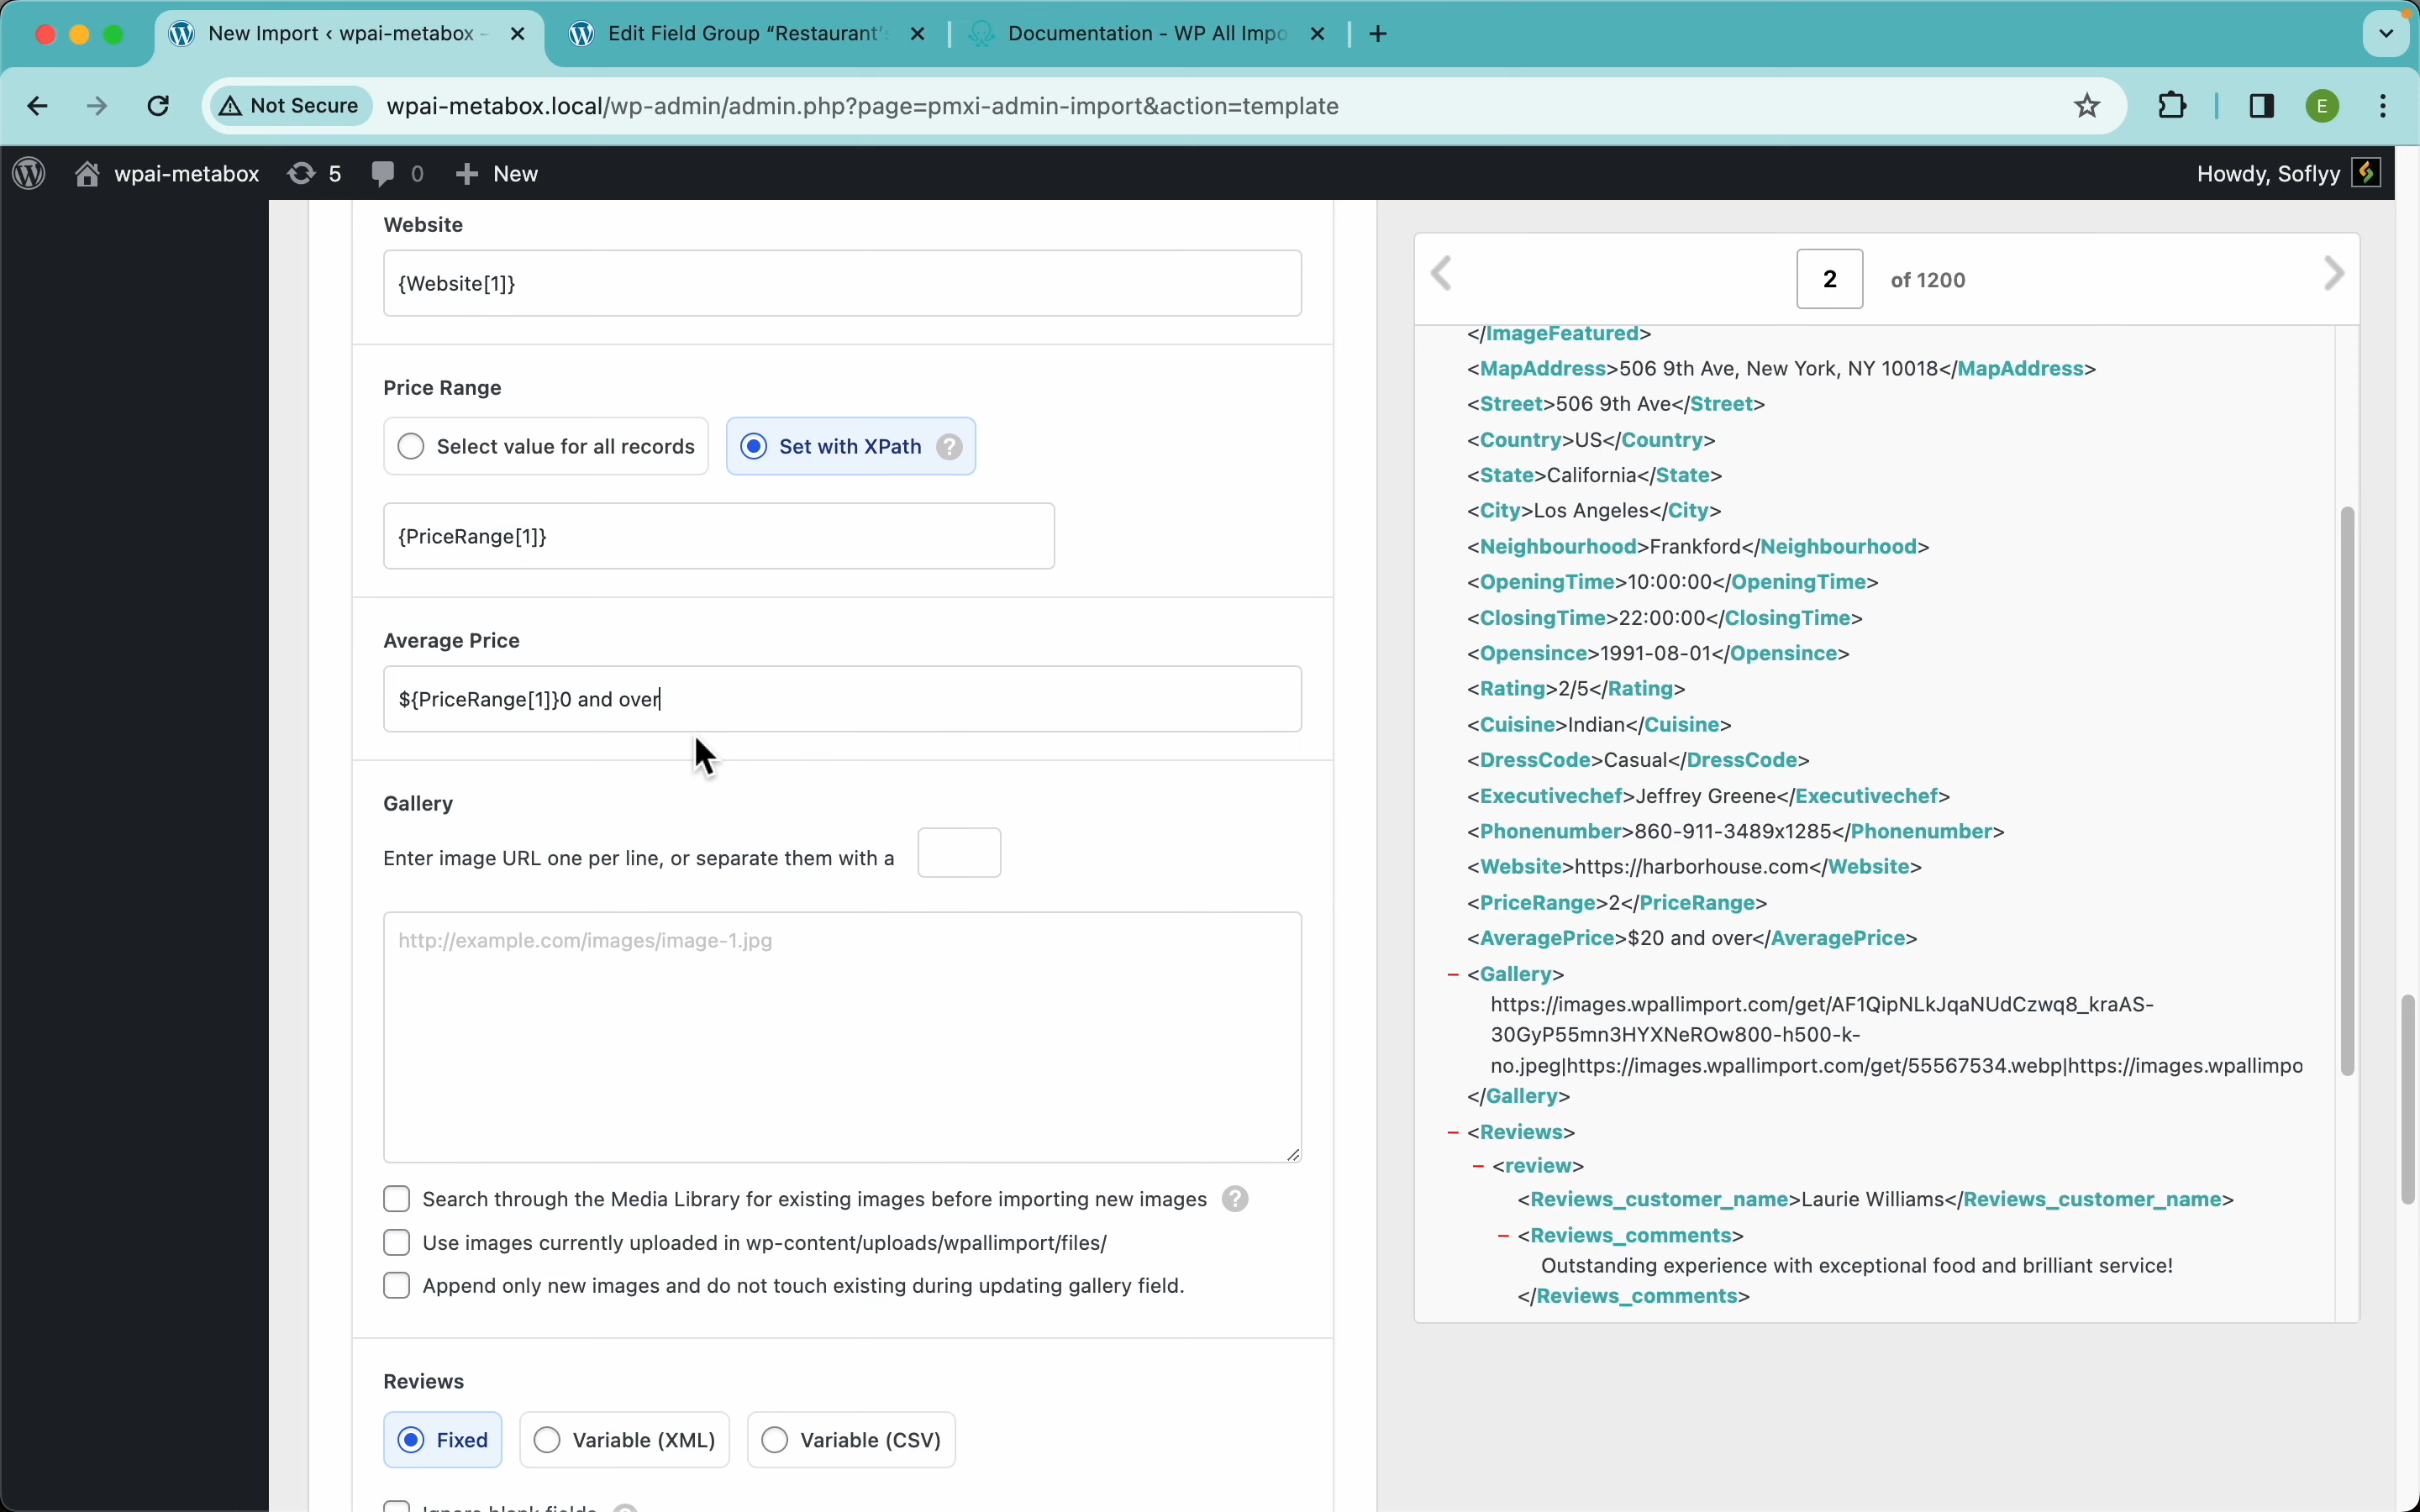 New Import ‹ wpai-metabox -
Edit Field Group “Restaurant’s
Documentation - WP All Impo
Not Secure
wpai-metabox.local/wp-admin/admin.php?page=pmxi-admin-import&action=template
E
wpai-metabox
5
0
New
Howdy, Soflyy
Website
{Website[1]}
Price Range
Select value for all records
Set with XPath
?
{PriceRange[1]}
Average Price
${PriceRange[1]}0 and over
Gallery
Enter image URL one per line, or separate them with a
http://example.com/images/image-1.jpg
Search through the Media Library for existing images before importing new images
?
Use images currently uploaded in wp-content/uploads/wpallimport/files/
Append only new images and do not touch existing during updating gallery field.
Reviews
Fixed
Variable (XML)
Variable (CSV)
2 of 1200
</ImageFeatured>
<MapAddress>506 9th Ave, New York, NY 10018</MapAddress>
<Street>506 9th Ave</Street>
<Country>US</Country>
<State>California</State>
<City>Los Angeles</City>
<Neighbourhood>Frankford</Neighbourhood>
<OpeningTime>10:00:00</OpeningTime>
<ClosingTime>22:00:00</ClosingTime>
<Opensince>1991-08-01</Opensince>
<Rating>2/5</Rating>
<Cuisine>Indian</Cuisine>
<DressCode>Casual</DressCode>
<Executivechef>Jeffrey Greene</Executivechef>
<Phonenumber>860-911-3489x1285</Phonenumber>
<Website>https://harborhouse.com</Website>
<PriceRange>2</PriceRange>
<AveragePrice>$20 and over</AveragePrice>
− <Gallery>
https://images.wpallimport.com/get/AF1QipNLkJqaNUdCzwq8_kraAS-
30GyP55mn3HYXNeROw800-h500-k-
no.jpeg|https://images.wpallimport.com/get/55567534.webp|https://images.wpallimpo
</Gallery>
− <Reviews>
− <review>
<Reviews_customer_name>Laurie Williams</Reviews_customer_name>
− <Reviews_comments>
Outstanding experience with exceptional food and brilliant service!
</Reviews_comments>